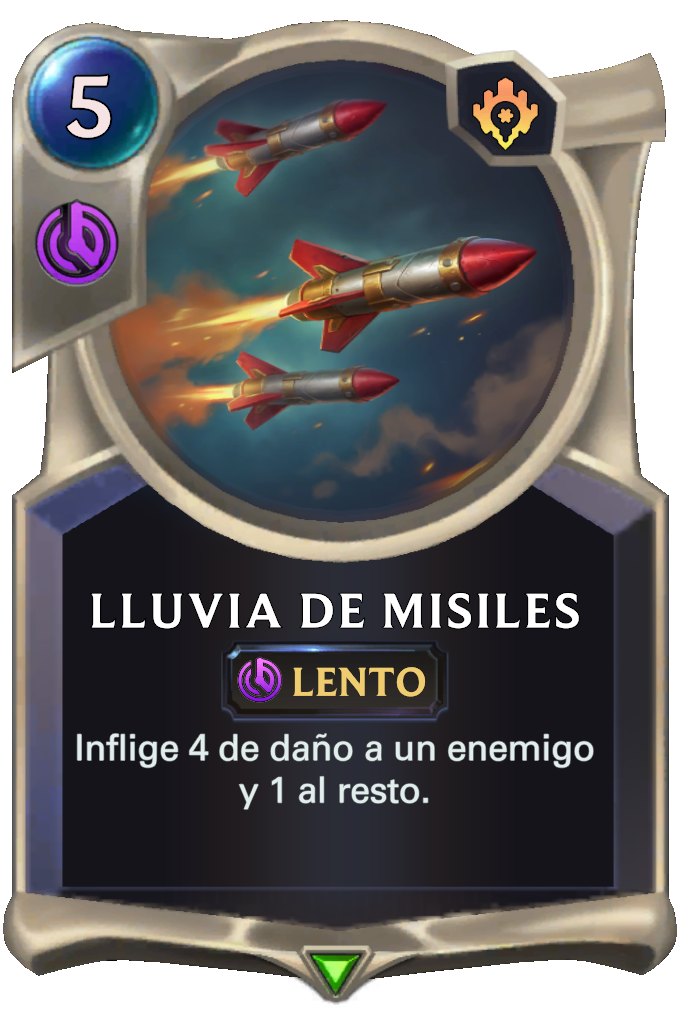 5
LLUVIA DE MISILES
LENTO
Inflige 4 de daño a un enemigo
y 1 al resto.